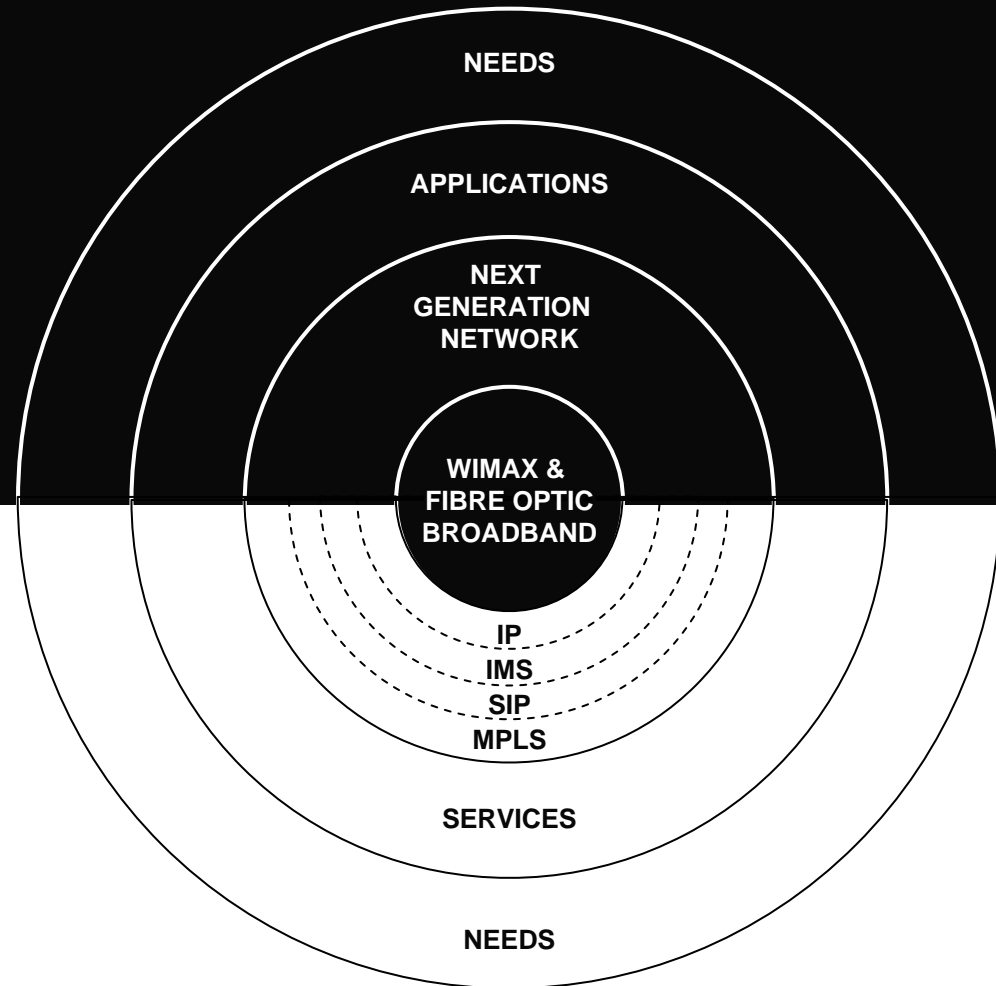 NEEDS
APPLICATIONS
NEXT
GENERATION
NETWORK
WIMAX &
FIBRE OPTIC
BROADBAND
IP
IMS
SIP
MPLS
SERVICES
NEEDS